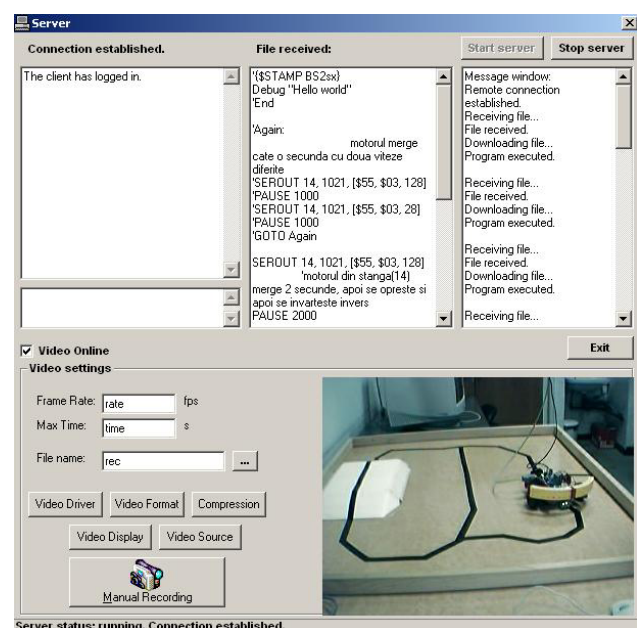 Server
Connection established.
File received:
Start server
Stop server
The client has logged in.
'{$STAMP BS2sx}
Debug "Hello world"
'End
'Again:
motorul merge
cate o secunda cu doua viteze
diferite
'SEROUT 14, 1021, [$55, $03, 128]
'PAUSE 1000
'SEROUT 14, 1021, [$55, $03, 28]
'PAUSE 1000
'GOTO Again
SEROUT 14, 1021, [$55, $03, 128]
'motorul din stanga(14)
merge 2 secunde, apoi se opreste si
apoi se invarteste invers
PAUSE 2000
Message window:
Remote connection
established.
Receiving file...
File received.
Downloading file...
Program executed.
Receiving file...
File received.
Downloading file...
Program executed.
Receiving file...
File received.
Downloading file...
Program executed.
Receiving file...
Exit
Video Online
Video settings
Frame Rate: rate fps
Max Time: time s
File name: rec ...
Video Driver Video Format Compression
Video Display Video Source
Manual Recording
Server status: running. Connection established.